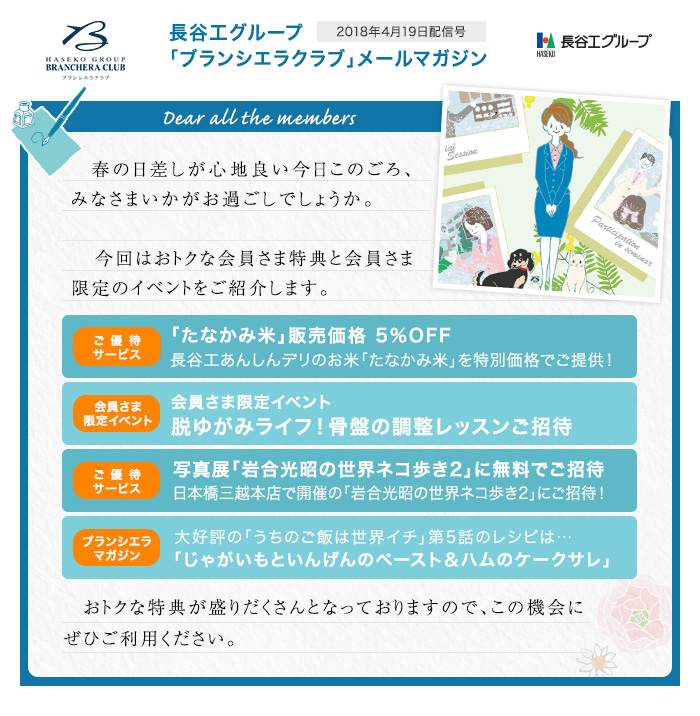 HASEKO GROUP
BRANCHERA CLUB
ブランシエラクラブ
長谷工グループ
2018年4月19日配信号
「ブランシエラクラブ」メールマガジン
HASEKO
長谷工グループ
Dear all the members
ial
Session
Participation
in seminar
春の日差しが心地良い今日このごろ、
みなさまいかがお過ごしでしょうか。
今回はおトクな会員さま特典と会員さま
限定のイベントをご紹介します。
ご優待
サービス
「たなかみ米」販売価格 5%OFF
長谷工あんしんデリのお米「たなかみ米」を特別価格でご提供！
会員さま
限定イベント
会員さま限定イベント
脱ゆがみライフ！骨盤の調整レッスンご招待
ご優待
サービス
写真展「岩合光昭の世界ネコ歩き2」に無料でご招待
日本橋三越本店で開催の「岩合光昭の世界ネコ歩き2」にご招待！
ブランシエラ
マガジン
大好評の「うちのご飯は世界イチ」第5話のレシピは…
「じゃがいもといんげんのペースト＆ハムのケークサレ」
おトクな特典が盛りだくさんとなっておりますので、この機会に
ぜひご利用ください。